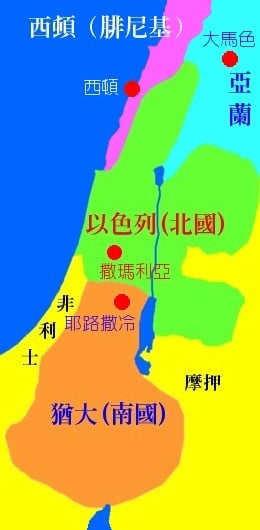 西頓（腓尼基）
大馬色
西頓
亞蘭
以色列(北國)
撒瑪利亞
非利士
耶路撒冷
摩押
猶大(南國)